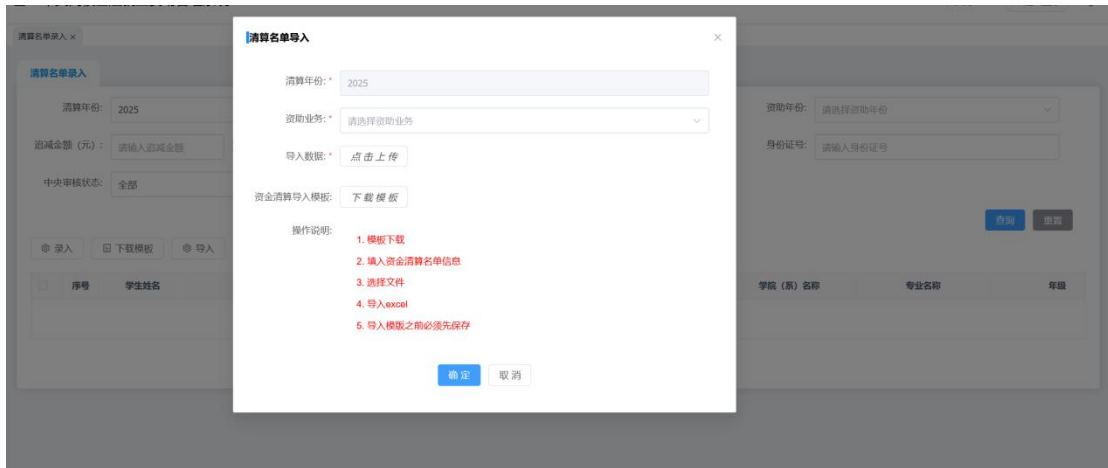 清算名单录入 ×
清算名单导入 ×
清算名单录入
清算年份: * 2025
清算年份: 2025
资助年份: 请选择资助年份
资助业务: * 请选择资助业务
追减金额（元）: 请输入追减金额
身份证号: 请输入身份证号
导入数据: * 点击上传
中央审核状态: 全部
资金清算导入模板: 下载模板
查询 重置
操作说明:
1. 模板下载
录入 下载模板 导入
2. 填入资金清算名单信息
序号 学生姓名
3. 选择文件
学院（系）名称 专业名称 年级
4. 导入excel
5. 导入模版之前必须先保存
确定 取消